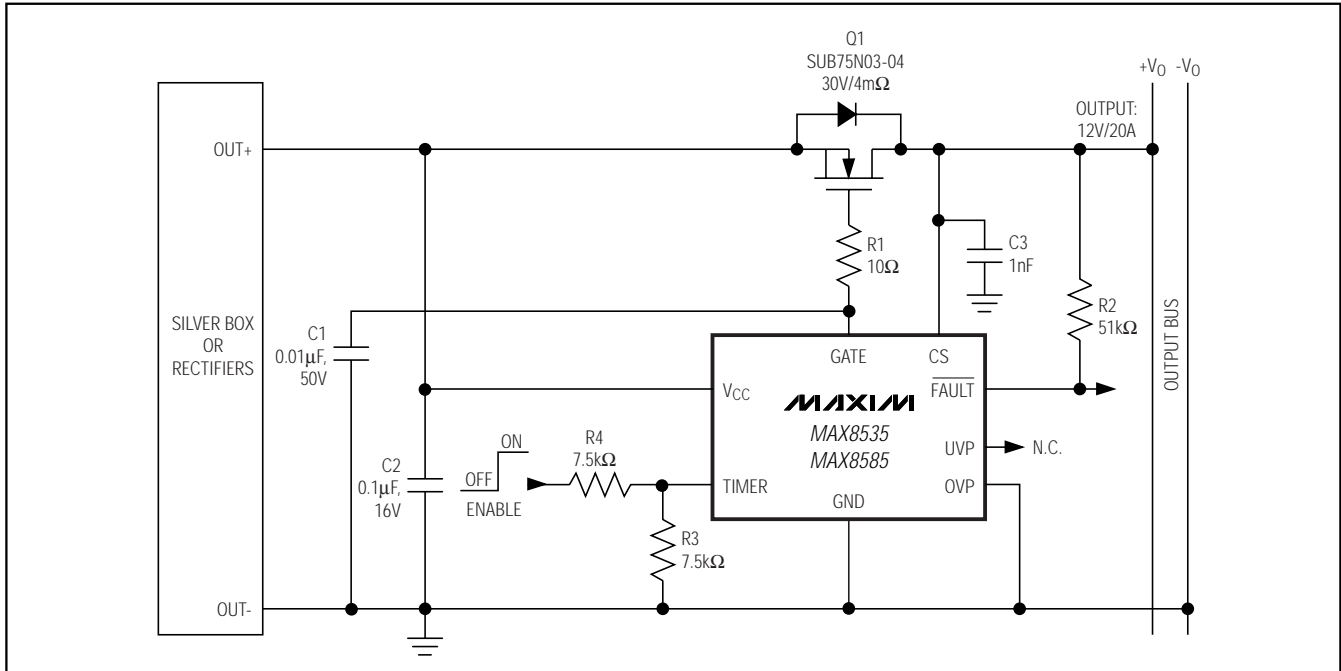 Q1
SUB75N03-04
30V/4mΩ
+VO -VO
OUTPUT:
12V/20A
OUT+
R1
10Ω
C3
1nF
R2
51kΩ
OUTPUT BUS
SILVER BOX
OR
RECTIFIERS
C1
0.01µF,
50V
GATE
CS
VCC
FAULT
MAXIM
MAX8535
MAX8585
UVP
N.C.
OVP
TIMER
GND
ON
OFF
ENABLE
R4
7.5kΩ
C2
0.1µF,
16V
R3
7.5kΩ
OUT-